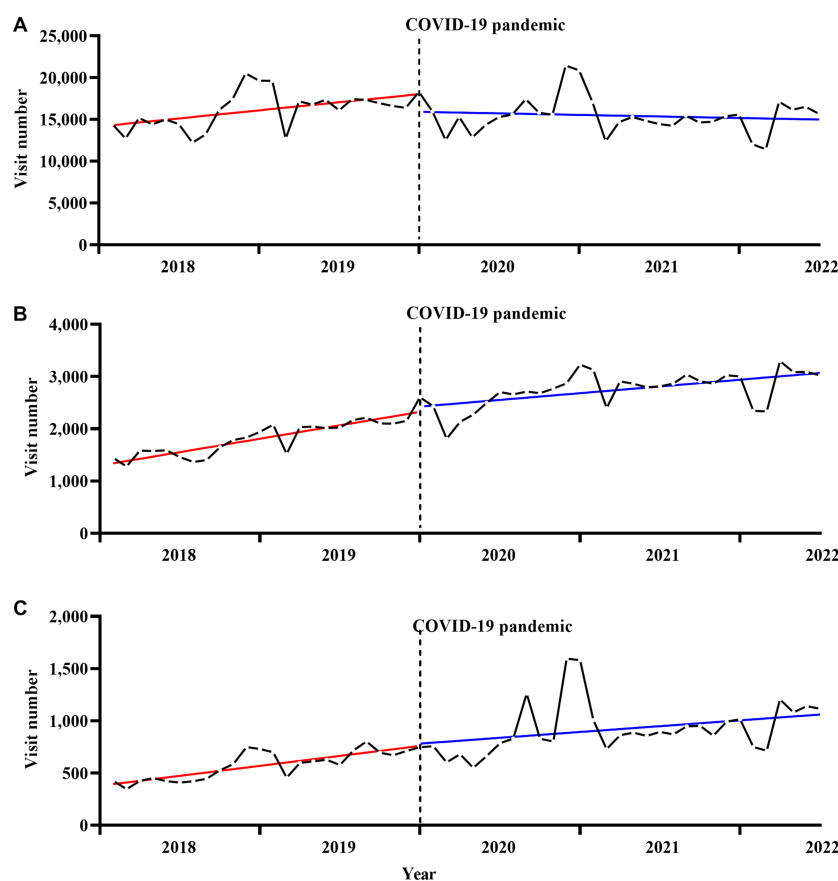 A
COVID-19 pandemic
Visit number
25,000
20,000
15,000
10,000
5,000
0
2018 2019 2020 2021 2022
B
COVID-19 pandemic
Visit number
4,000
3,000
2,000
1,000
0
2018 2019 2020 2021 2022
C
COVID-19 pandemic
Visit number
2,000
1,500
1,000
500
0
2018 2019 2020 2021 2022
Year